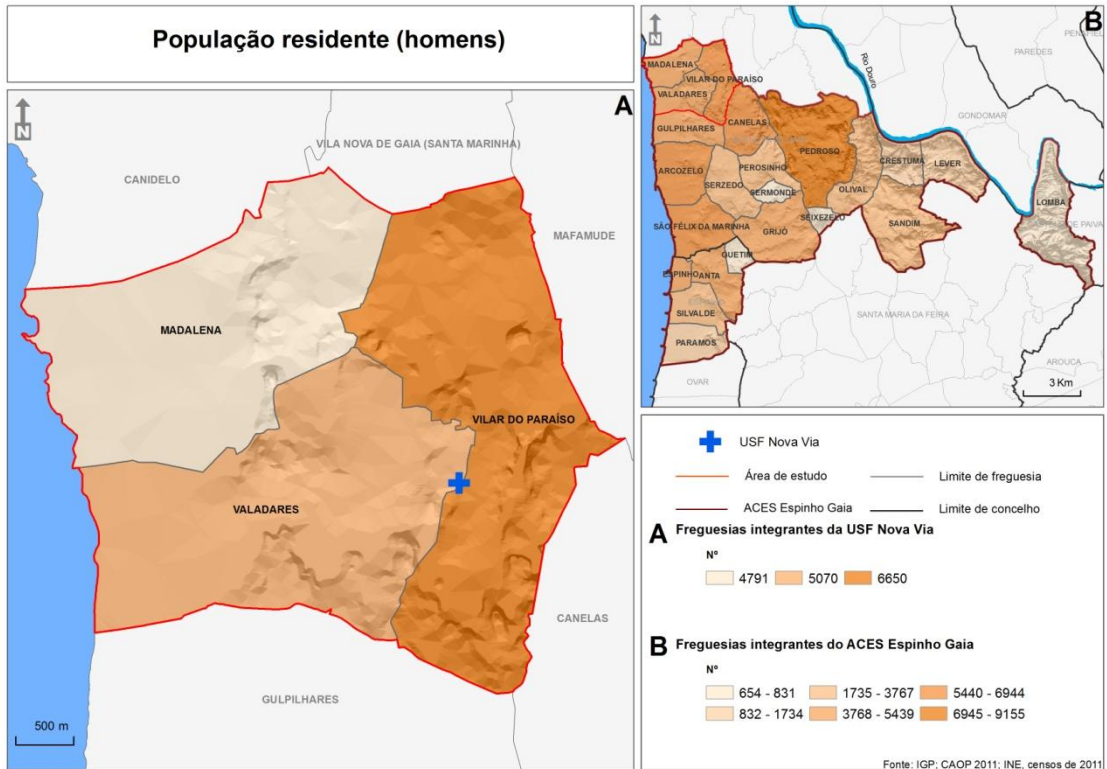 População residente (homens)
A
N
VILA NOVA DE GAIA (SANTA MARINHA)
CANIDELO
MAFAMUDE
MADALENA
VILAR DO PARAÍSO
VALADARES
CANELAS
GULPILHARES
500 m
B
N
PENAFIEL
PAREDES
Rio Douro
MADALENA
VILAR DO PARAÍSO
VALADARES
GONDOMAR
GULPILHARES
CANELAS
PEDROSO
CRESTUMA
LEVER
PEROSINHO
ARCOZELO
SERZEDO
SERMONDE
OLIVAL
LOMBA
SEIXEZELO
SÃO FÉLIX DA MARINHA
GRIJÓ
SANDIM
DE PAIVA
GUETIM
ESPINHO
ANTA
ESPINHO
SILVALDE
SANTA MARIA DA FEIRA
PARAMOS
AROUCA
OVAR
3 Km
USF Nova Via
Área de estudo
Limite de freguesia
ACES Espinho Gaia
Limite de concelho
A Freguesias integrantes da USF Nova Via
Nº
4791 5070 6650
B Freguesias integrantes do ACES Espinho Gaia
Nº
654 - 831 1735 - 3767 5440 - 6944
832 - 1734 3768 - 5439 6945 - 9155
Fonte: IGP; CAOP 2011; INE, censos de 2011